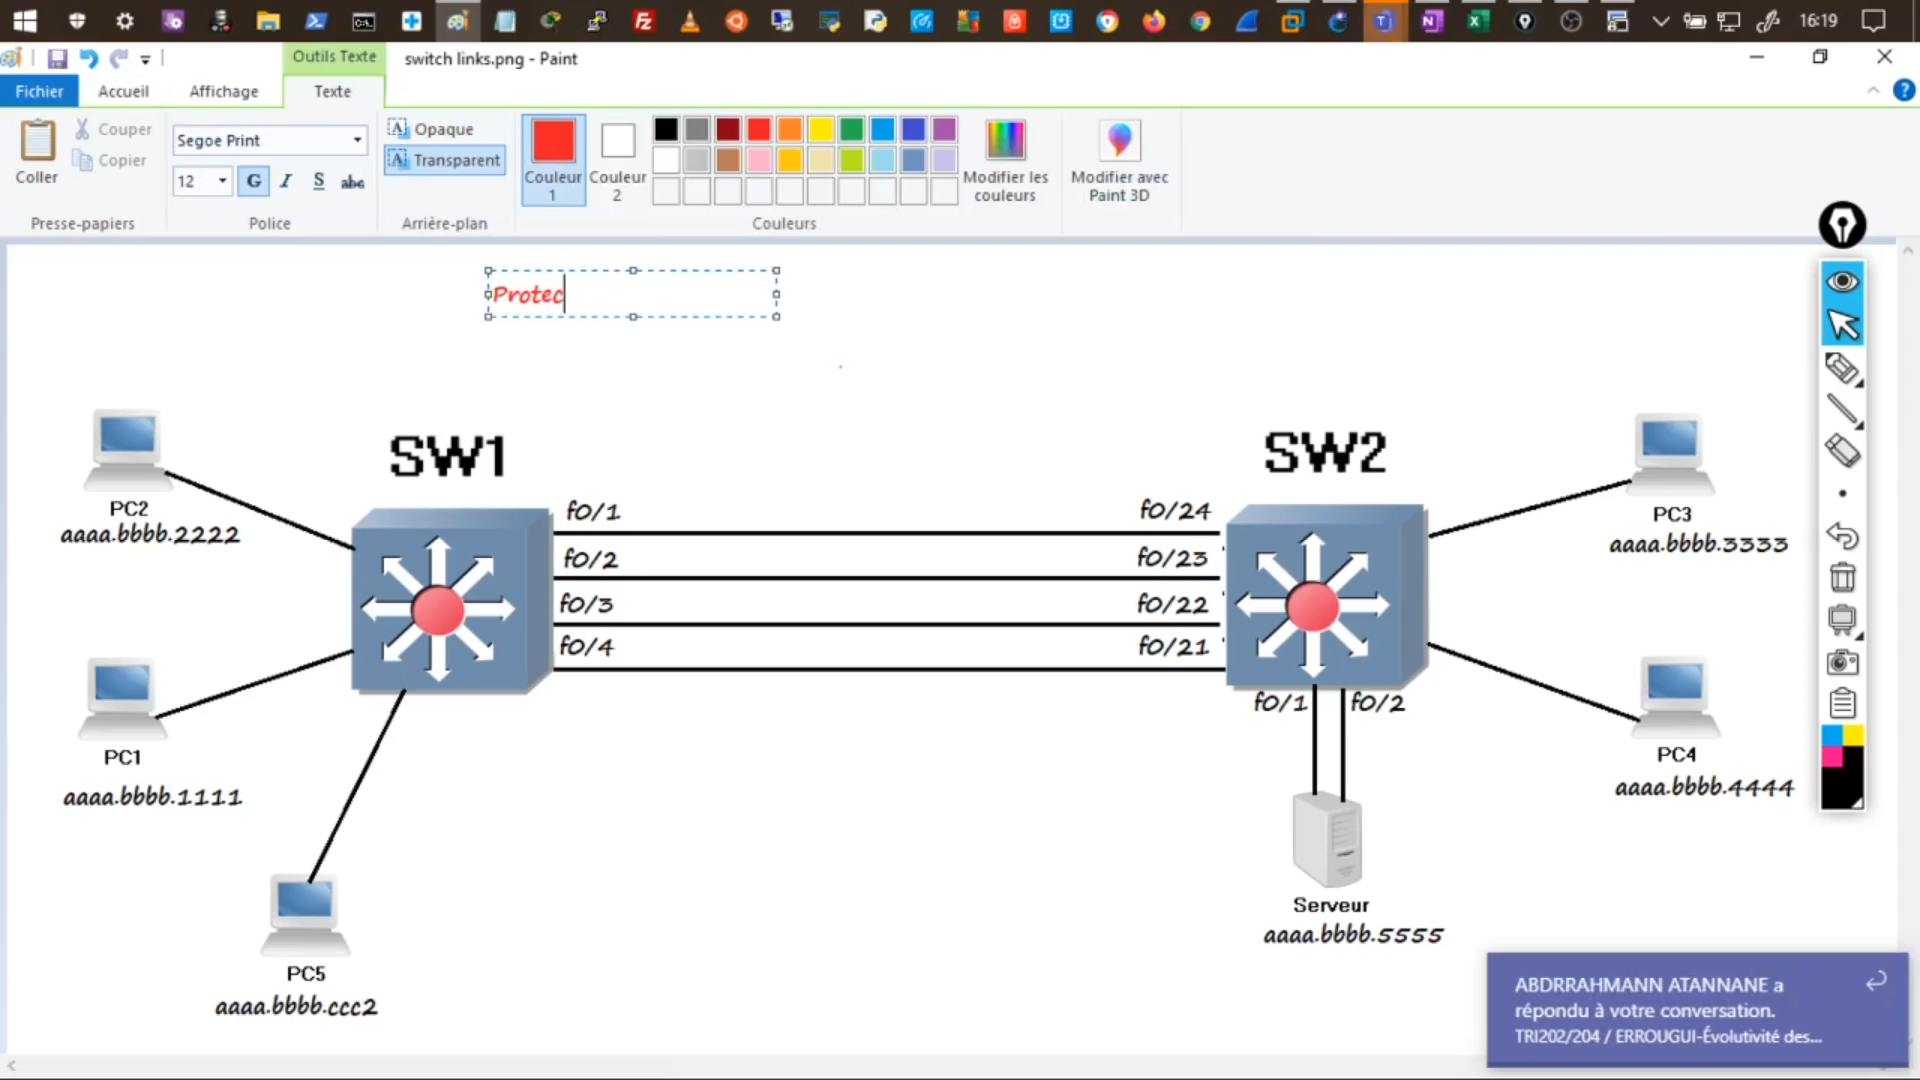 16:19
Outils Texte
switch links.png - Paint
Fichier
Accueil
Affichage
Texte
Coller
Couper
Copier
Presse-papiers
Segoe Print
12
G I S abc
Police
Opaque
Transparent
Arrière-plan
Couleur 1
Couleur 2
Couleurs
Modifier les couleurs
Modifier avec Paint 3D
Protec
SW1
SW2
PC2
aaaa.bbbb.2222
f0/1
f0/2
f0/3
f0/4
f0/24
f0/23
f0/22
f0/21
PC3
aaaa.bbbb.3333
PC1
aaaa.bbbb.1111
f0/1
f0/2
PC4
aaaa.bbbb.4444
Serveur
aaaa.bbbb.5555
PC5
aaaa.bbbb.ccc2
ABDRRAHMANN ATANNANE a
répondu à votre conversation.
TRI202/204 / ERROUGUI-Évolutivité des...